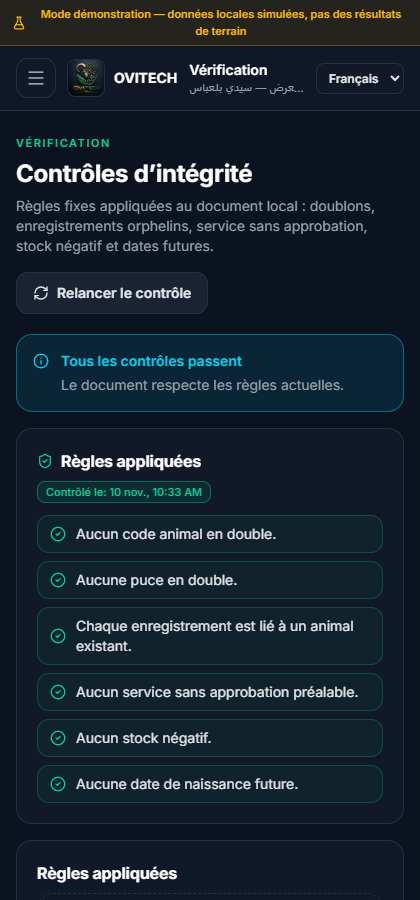 Mode démonstration — données locales simulées, pas des résultats
de terrain
OVITECH
Vérification
عرض — سيدي بلعباس...
Français
VÉRIFICATION
Contrôles d’intégrité
Règles fixes appliquées au document local : doublons,
enregistrements orphelins, service sans approbation,
stock négatif et dates futures.
Relancer le contrôle
Tous les contrôles passent
Le document respecte les règles actuelles.
Règles appliquées
Contrôlé le: 10 nov., 10:33 AM
Aucun code animal en double.
Aucune puce en double.
Chaque enregistrement est lié à un animal
existant.
Aucun service sans approbation préalable.
Aucun stock négatif.
Aucune date de naissance future.
Règles appliquées